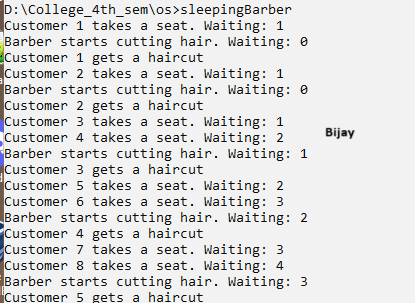 D:\College_4th_sem\os>sleepingBarber
Customer 1 takes a seat. Waiting: 1
Barber starts cutting hair. Waiting: 0
Customer 1 gets a haircut
Customer 2 takes a seat. Waiting: 1
Barber starts cutting hair. Waiting: 0
Customer 2 gets a haircut
Customer 3 takes a seat. Waiting: 1
Customer 4 takes a seat. Waiting: 2
Bijay
Barber starts cutting hair. Waiting: 1
Customer 3 gets a haircut
Customer 5 takes a seat. Waiting: 2
Customer 6 takes a seat. Waiting: 3
Barber starts cutting hair. Waiting: 2
Customer 4 gets a haircut
Customer 7 takes a seat. Waiting: 3
Customer 8 takes a seat. Waiting: 4
Barber starts cutting hair. Waiting: 3
Customer 5 gets a haircut